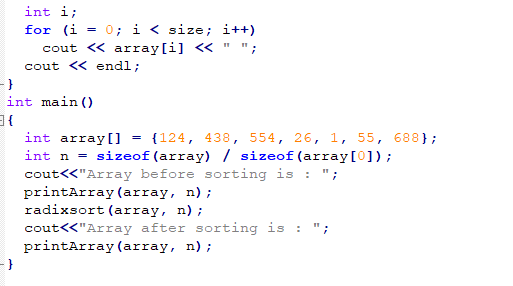 int i;
for (i = 0; i < size; i++)
cout << array[i] << " ";
cout << endl;
}
int main()
{
int array[] = {124, 438, 554, 26, 1, 55, 688};
int n = sizeof(array) / sizeof(array[0]);
cout<<"Array before sorting is : ";
printArray(array, n);
radixsort(array, n);
cout<<"Array after sorting is : ";
printArray(array, n);
}